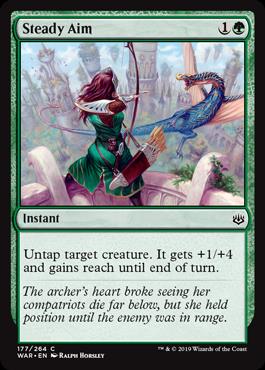 Steady Aim
1
Instant
Untap target creature. It gets +1/+4
and gains reach until end of turn.
The archer's heart broke seeing her
compatriots die far below, but she held
position until the enemy was in range.
177/264 C
WAR • EN RALPH HORSLEY
™ & © 2019 Wizards of the Coast